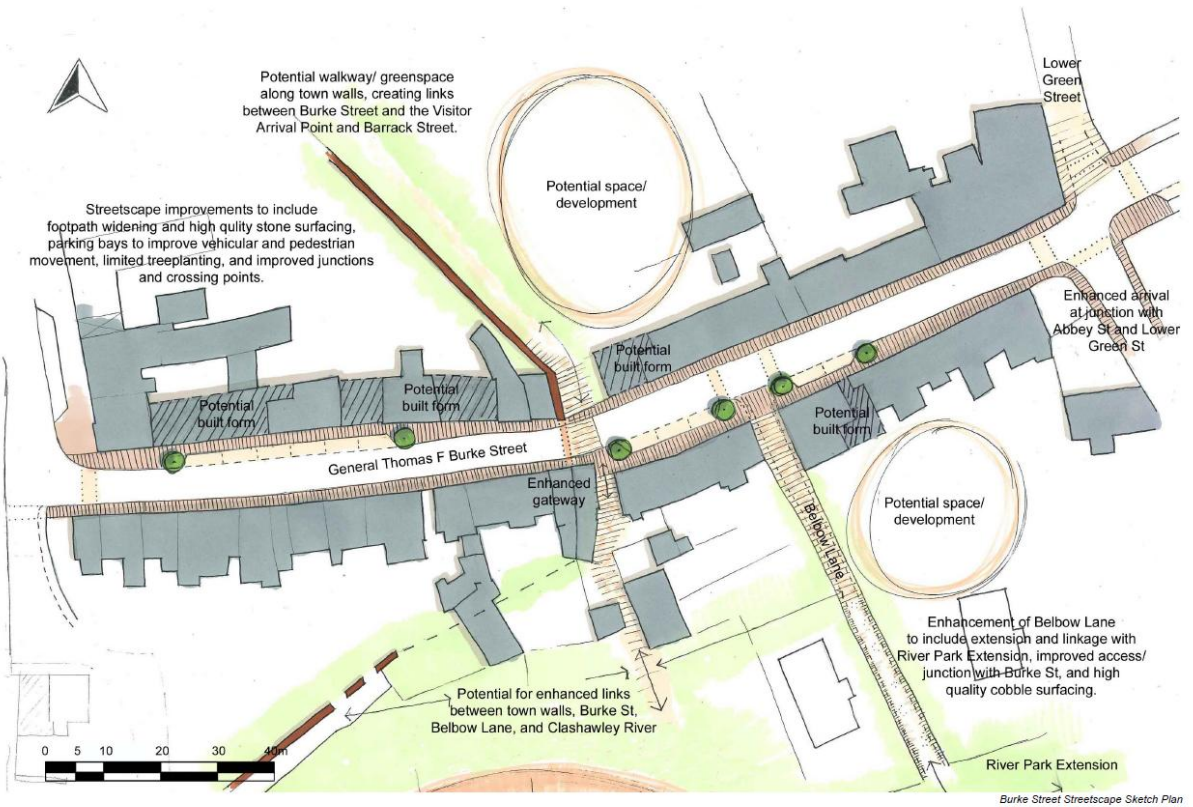 Lower
Green
Street
Potential walkway/ greenspace
along town walls, creating links
between Burke Street and the Visitor
Arrival Point and Barrack Street.
Potential space/
development
Streetscape improvements to include
footpath widening and high qulity stone surfacing,
parking bays to improve vehicular and pedestrian
movement, limited treeplanting, and improved junctions
and crossing points.
Enhanced arrival
at junction with
Abbey St and Lower
Green St
Potential
built form
Potential
built form
Potential
built form
Potential
built form
General Thomas F Burke Street
Enhanced
gateway
Potential space/
development
Belbow Lane
Enhancement of Belbow Lane
to include extension and linkage with
River Park Extension, improved access/
junction with Burke St, and high
quality cobble surfacing.
Potential for enhanced links
between town walls, Burke St,
Belbow Lane, and Clashawley River
0 5 10 20 30 40m
River Park Extension
Burke Street Streetscape Sketch Plan